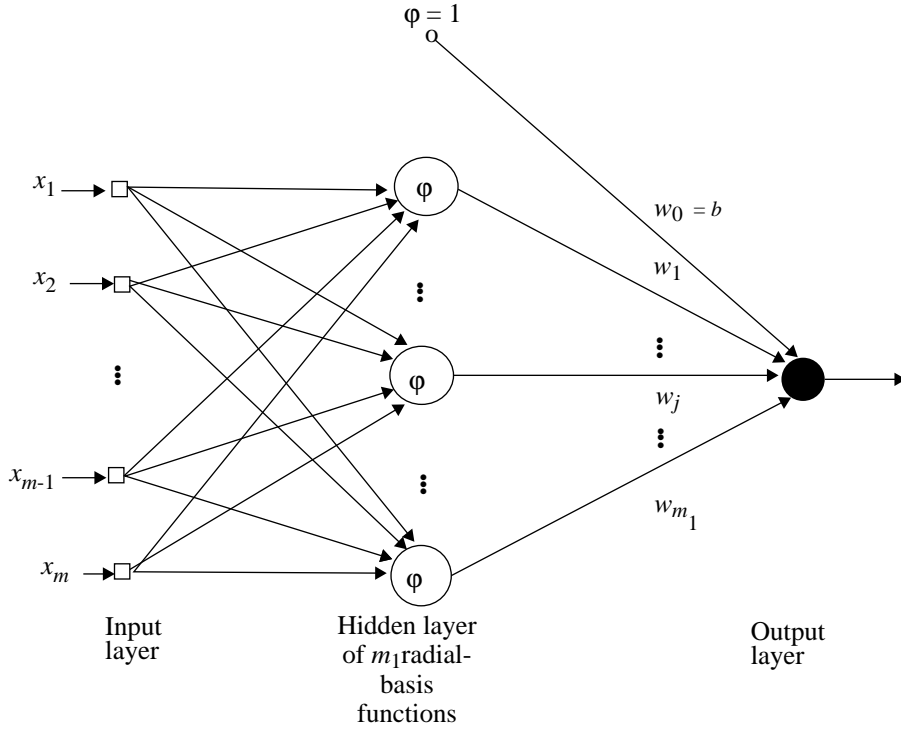 φ = 1
x1
φ
w0 = b
w1
x2
φ
wj
xm-1
wm1
xm
φ
Input
layer
Hidden layer
of m1radial-
basis
functions
Output
layer